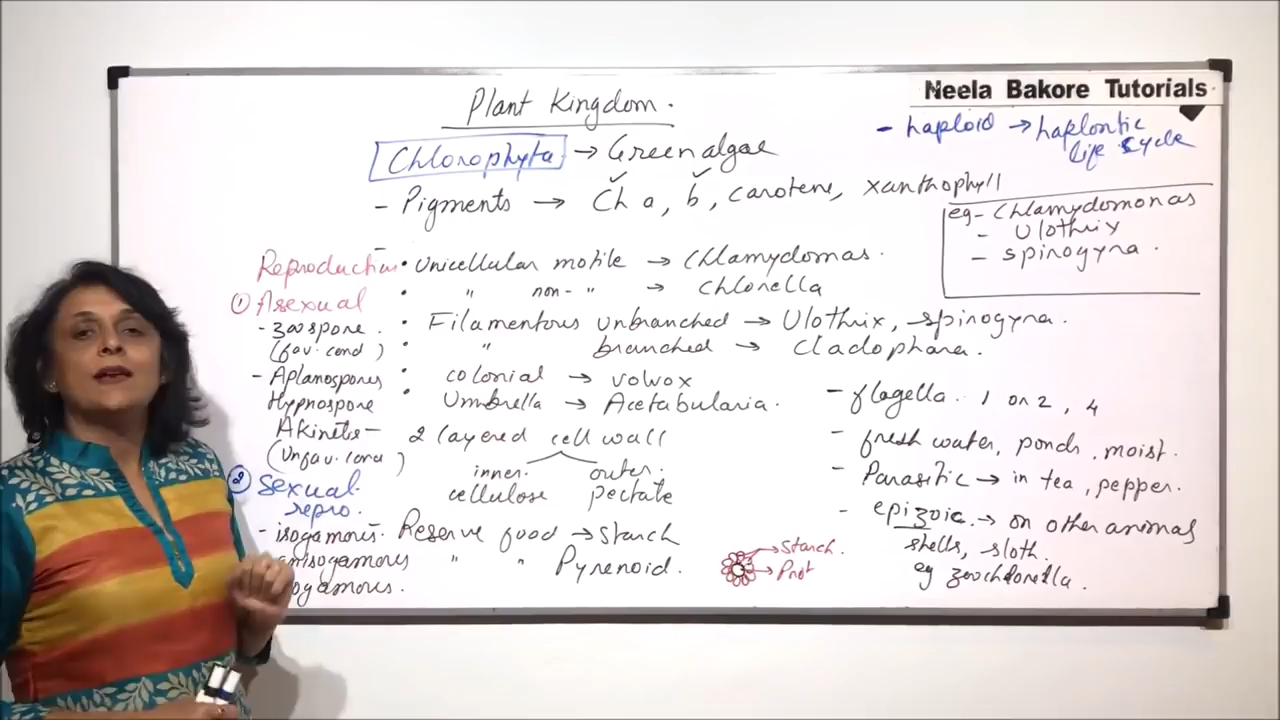 Neela Bakore Tutorials
Plant Kingdom.
Chlorophyta → Green algae
- Pigments → Ch a, b, carotene, xanthophyll
- haploid → haplontic
life cycle
eg- Chlamydomonas
- Ulothrix
- Spirogyra.
Reproduction
① Asexual
- zoospore.
(fav. cond)
- Aplanospores
Hypnospore
Akinete-
(unfav. cond)
② Sexual
repro.
- isogamous.
anisogamous
ogamous.
• Unicellular motile → Chlamydomas.
• " non- " → Chlorella
• Filamentous unbranched → Ulothrix, Spirogyra.
• " branched → Cladophora.
• colonial → volvox
• Umbrella → Acetabularia.
2 layered cell wall
inner. outer.
cellulose pectate
Reserve food → Starch
" " Pyrenoid.
→ Starch.
→ Prot
- flagella. 1 or 2, 4
- fresh water, ponds, moist.
- Parasitic → in tea, pepper.
- epizoic. → on other animal
shells, sloth.
eg zoochlorella.